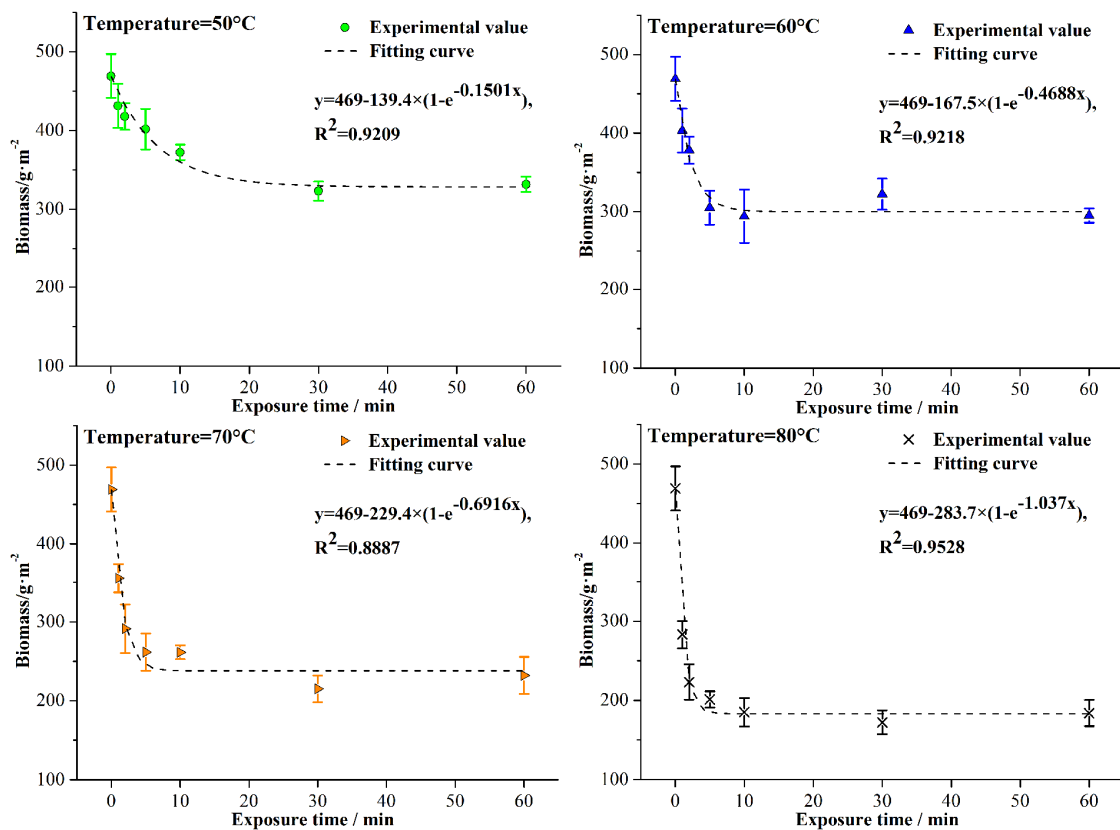 Temperature=50°C
Experimental value
Fitting curve
y=469-139.4×(1-e^-0.1501x),
R²=0.9209
Biomass/g·m⁻²
500
400
300
200
100
0 10 20 30 40 50 60
Exposure time / min
Temperature=60°C
Experimental value
Fitting curve
y=469-167.5×(1-e^-0.4688x),
R²=0.9218
Biomass/g·m⁻²
500
400
300
200
100
0 10 20 30 40 50 60
Exposure time / min
Temperature=70°C
Experimental value
Fitting curve
y=469-229.4×(1-e^-0.6916x),
R²=0.8887
Biomass/g·m⁻²
500
400
300
200
100
0 10 20 30 40 50 60
Exposure time / min
Temperature=80°C
Experimental value
Fitting curve
y=469-283.7×(1-e^-1.037x),
R²=0.9528
Biomass/g·m⁻²
500
400
300
200
100
0 10 20 30 40 50 60
Exposure time / min